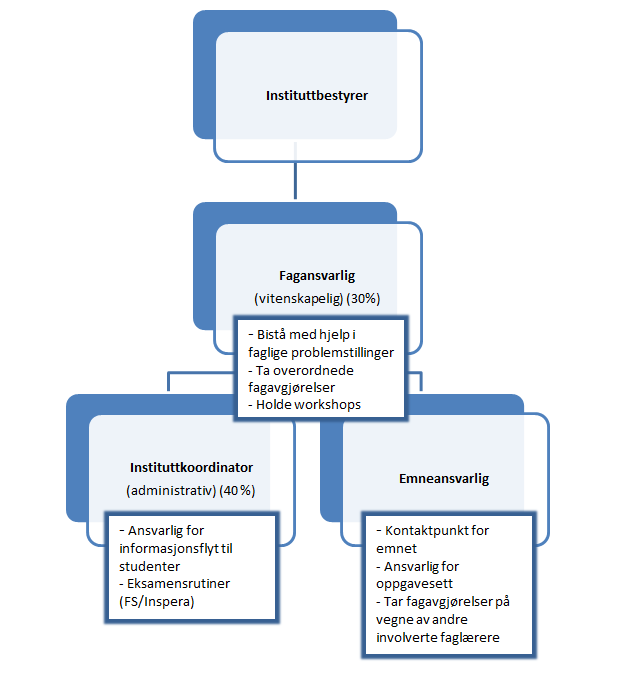 Instituttbestyrer
Fagansvarlig
(vitenskapelig) (30%)
- Bistå med hjelp i
faglige problemstillinger
- Ta overordnede
fagavgjørelser
- Holde workshops
Instituttkoordinator
(administrativ) (40%)
- Ansvarlig for
informasjonsflyt til
studenter
- Eksamensrutiner
(FS/Inspera)
Emneansvarlig
- Kontaktpunkt for
emnet
- Ansvarlig for
oppgavesett
- Tar fagavgjørelser på
vegne av andre
involverte faglærere